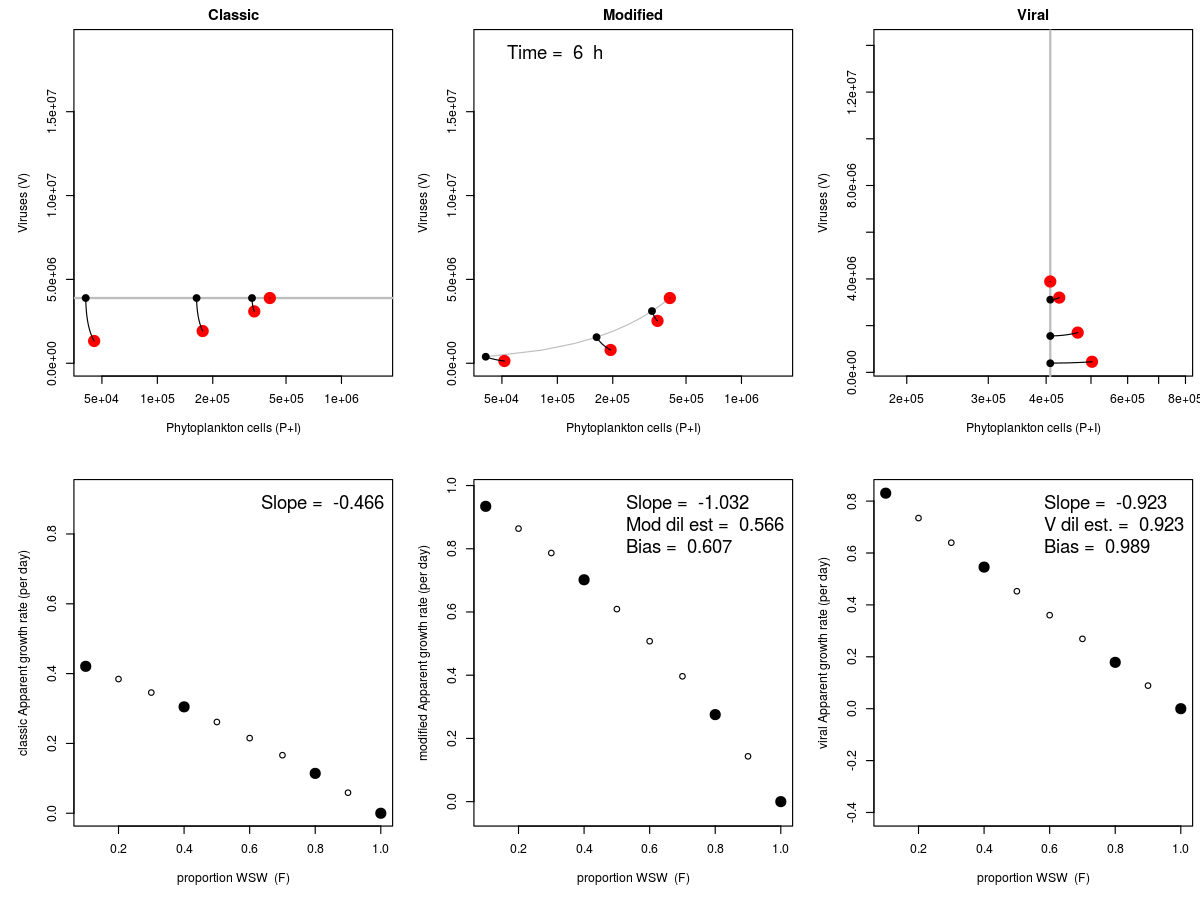 Classic
Viruses (V)
0.0e+00 5.0e+06 1.0e+07 1.5e+07
5e+04 1e+05 2e+05 5e+05 1e+06
Phytoplankton cells (P+I)
Modified
Time = 6 h
Viruses (V)
0.0e+00 5.0e+06 1.0e+07 1.5e+07
5e+04 1e+05 2e+05 5e+05 1e+06
Phytoplankton cells (P+I)
Viral
Viruses (V)
0.0e+00 4.0e+06 8.0e+06 1.2e+07
2e+05 3e+05 4e+05 6e+05 8e+05
Phytoplankton cells (P+I)
Slope = -0.466
classic Apparent growth rate (per day)
0.0 0.2 0.4 0.6 0.8
0.2 0.4 0.6 0.8 1.0
proportion WSW (F)
Slope = -1.032
Mod dil est = 0.566
Bias = 0.607
modified Apparent growth rate (per day)
0.0 0.2 0.4 0.6 0.8 1.0
0.2 0.4 0.6 0.8 1.0
proportion WSW (F)
Slope = -0.923
V dil est. = 0.923
Bias = 0.989
viral Apparent growth rate (per day)
-0.4 -0.2 0.0 0.2 0.4 0.6 0.8
0.2 0.4 0.6 0.8 1.0
proportion WSW (F)